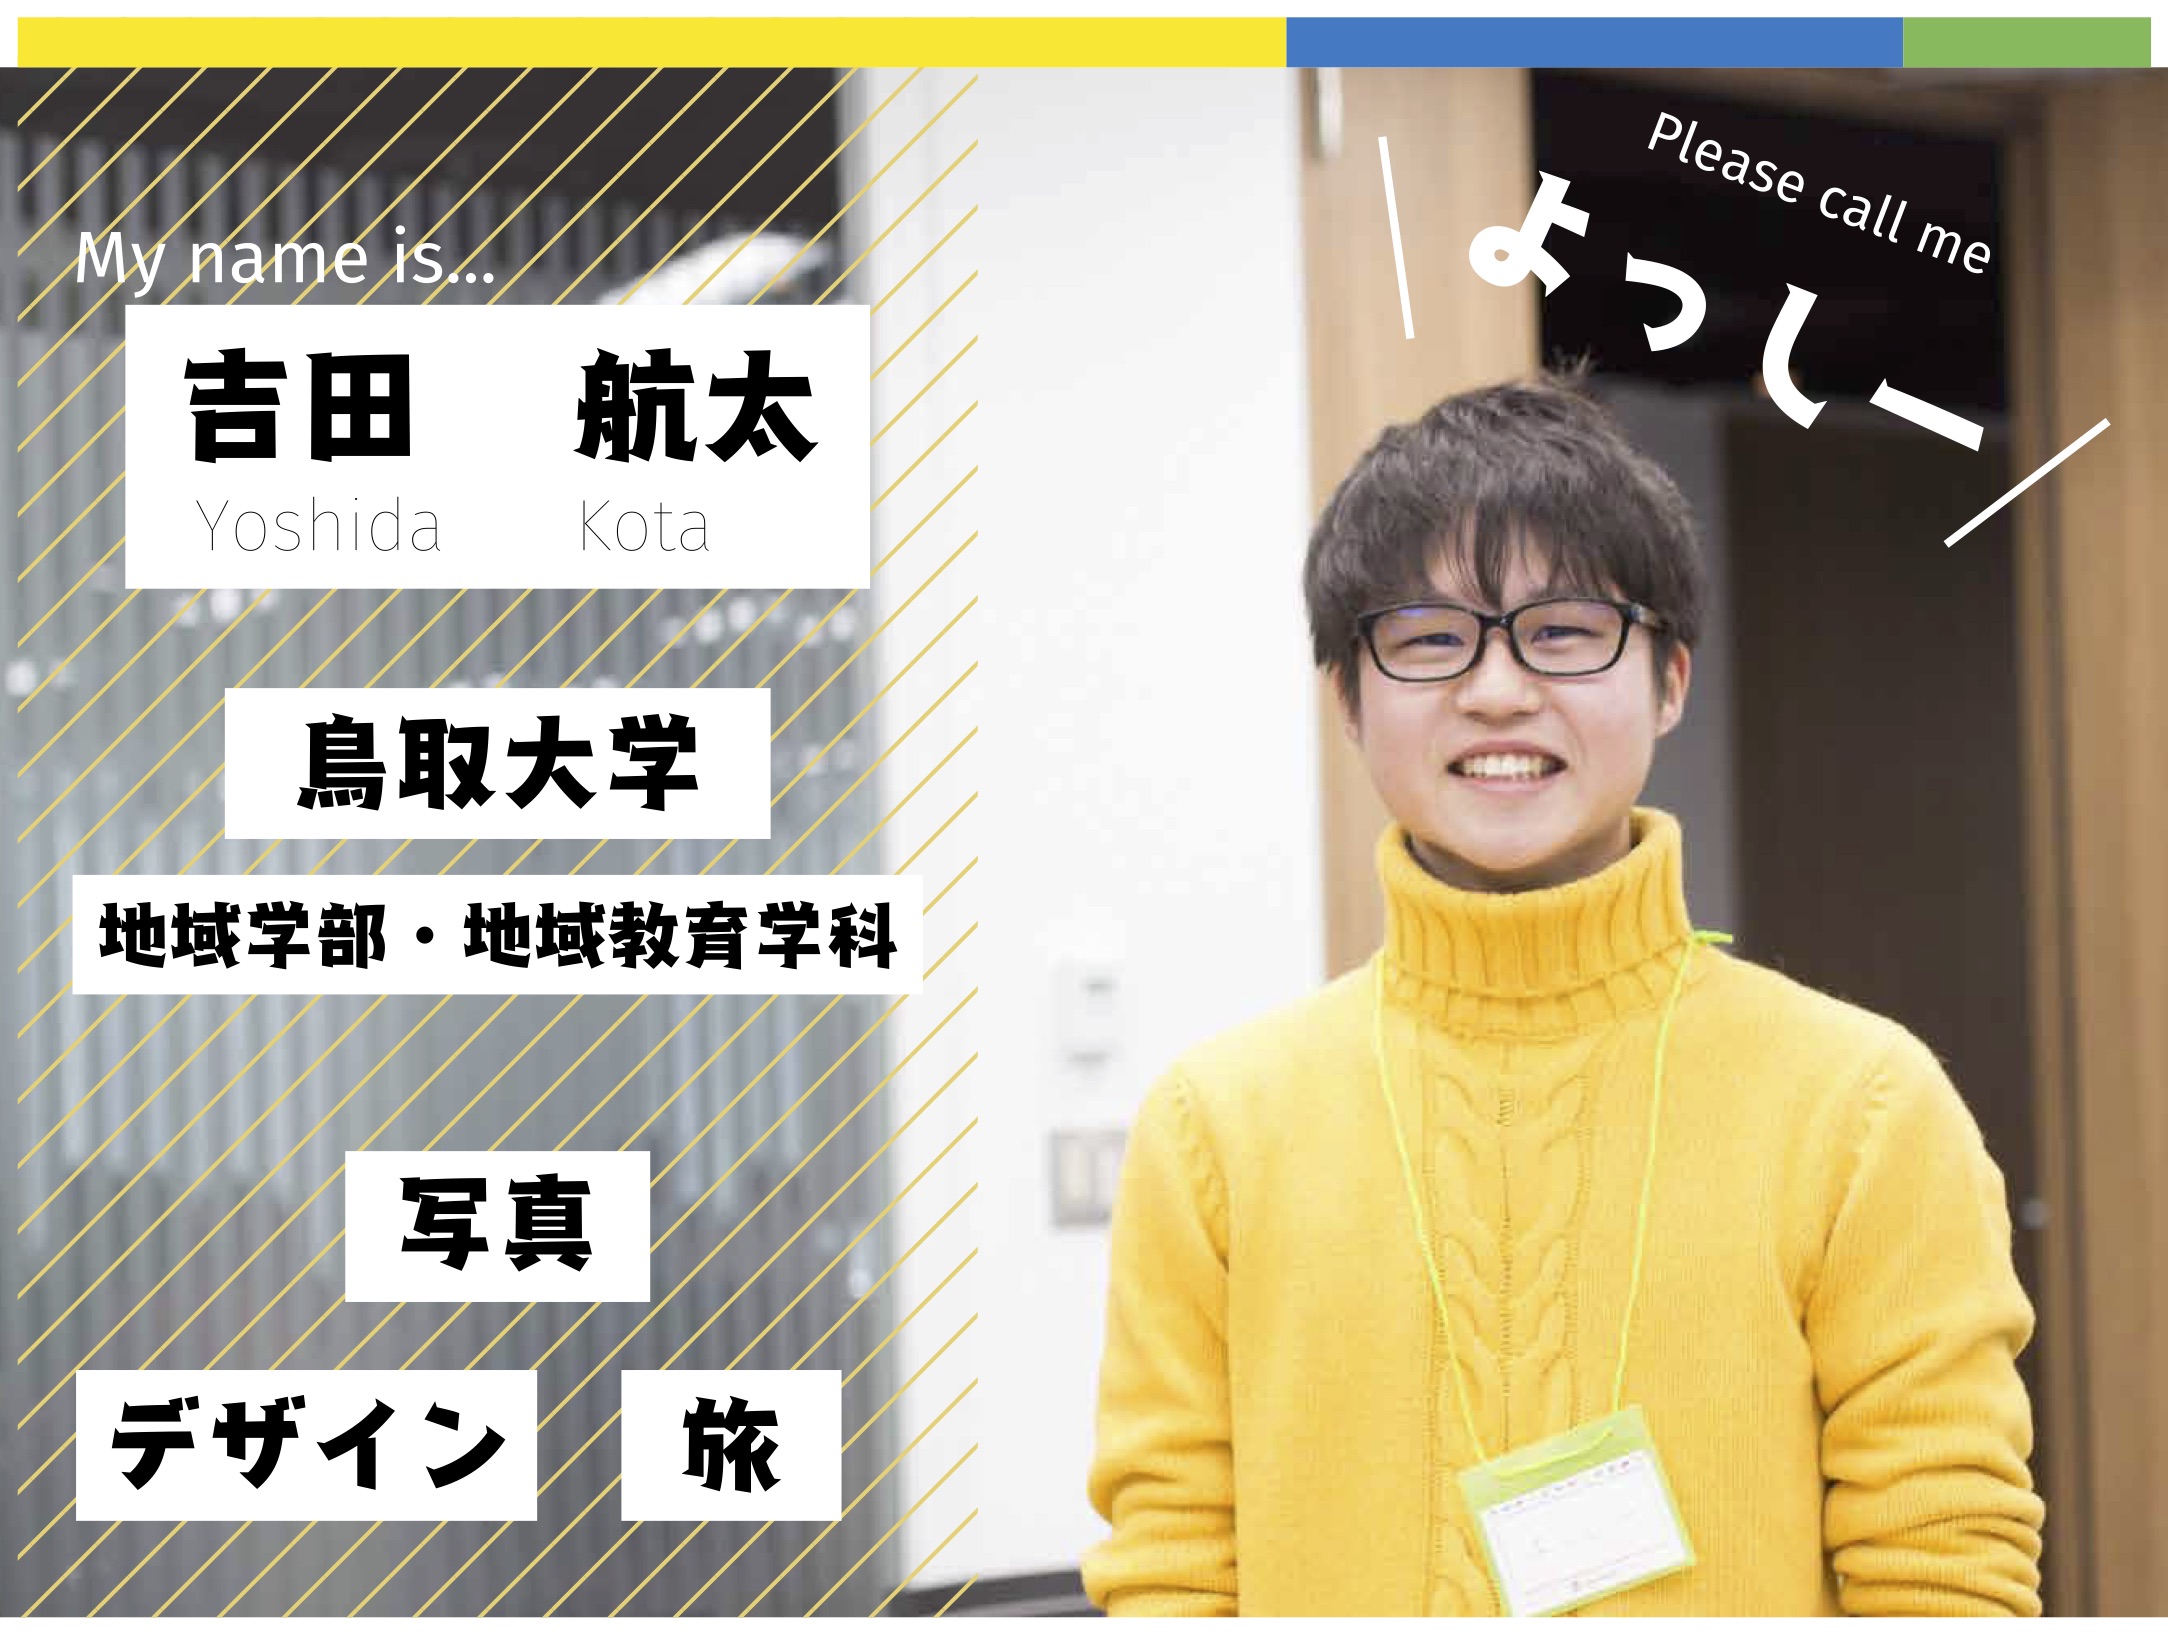 My name is...
吉田　航太
Yoshida Kota
鳥取大学
地域学部・地域教育学科
写真
デザイン 旅
Please call me
よっしー